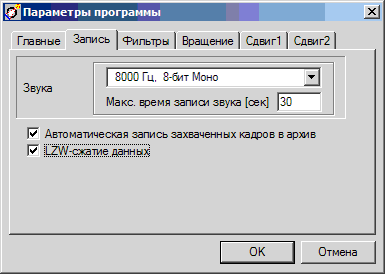 Параметры программы
Главные Запись Фильтры Вращение Сдвиг1 Сдвиг2
Звука
8000 Гц, 8-бит Моно
Макс. время записи звука [сек] 30
Автоматическая запись захваченных кадров в архив
LZW-сжатие данных
OK Отмена